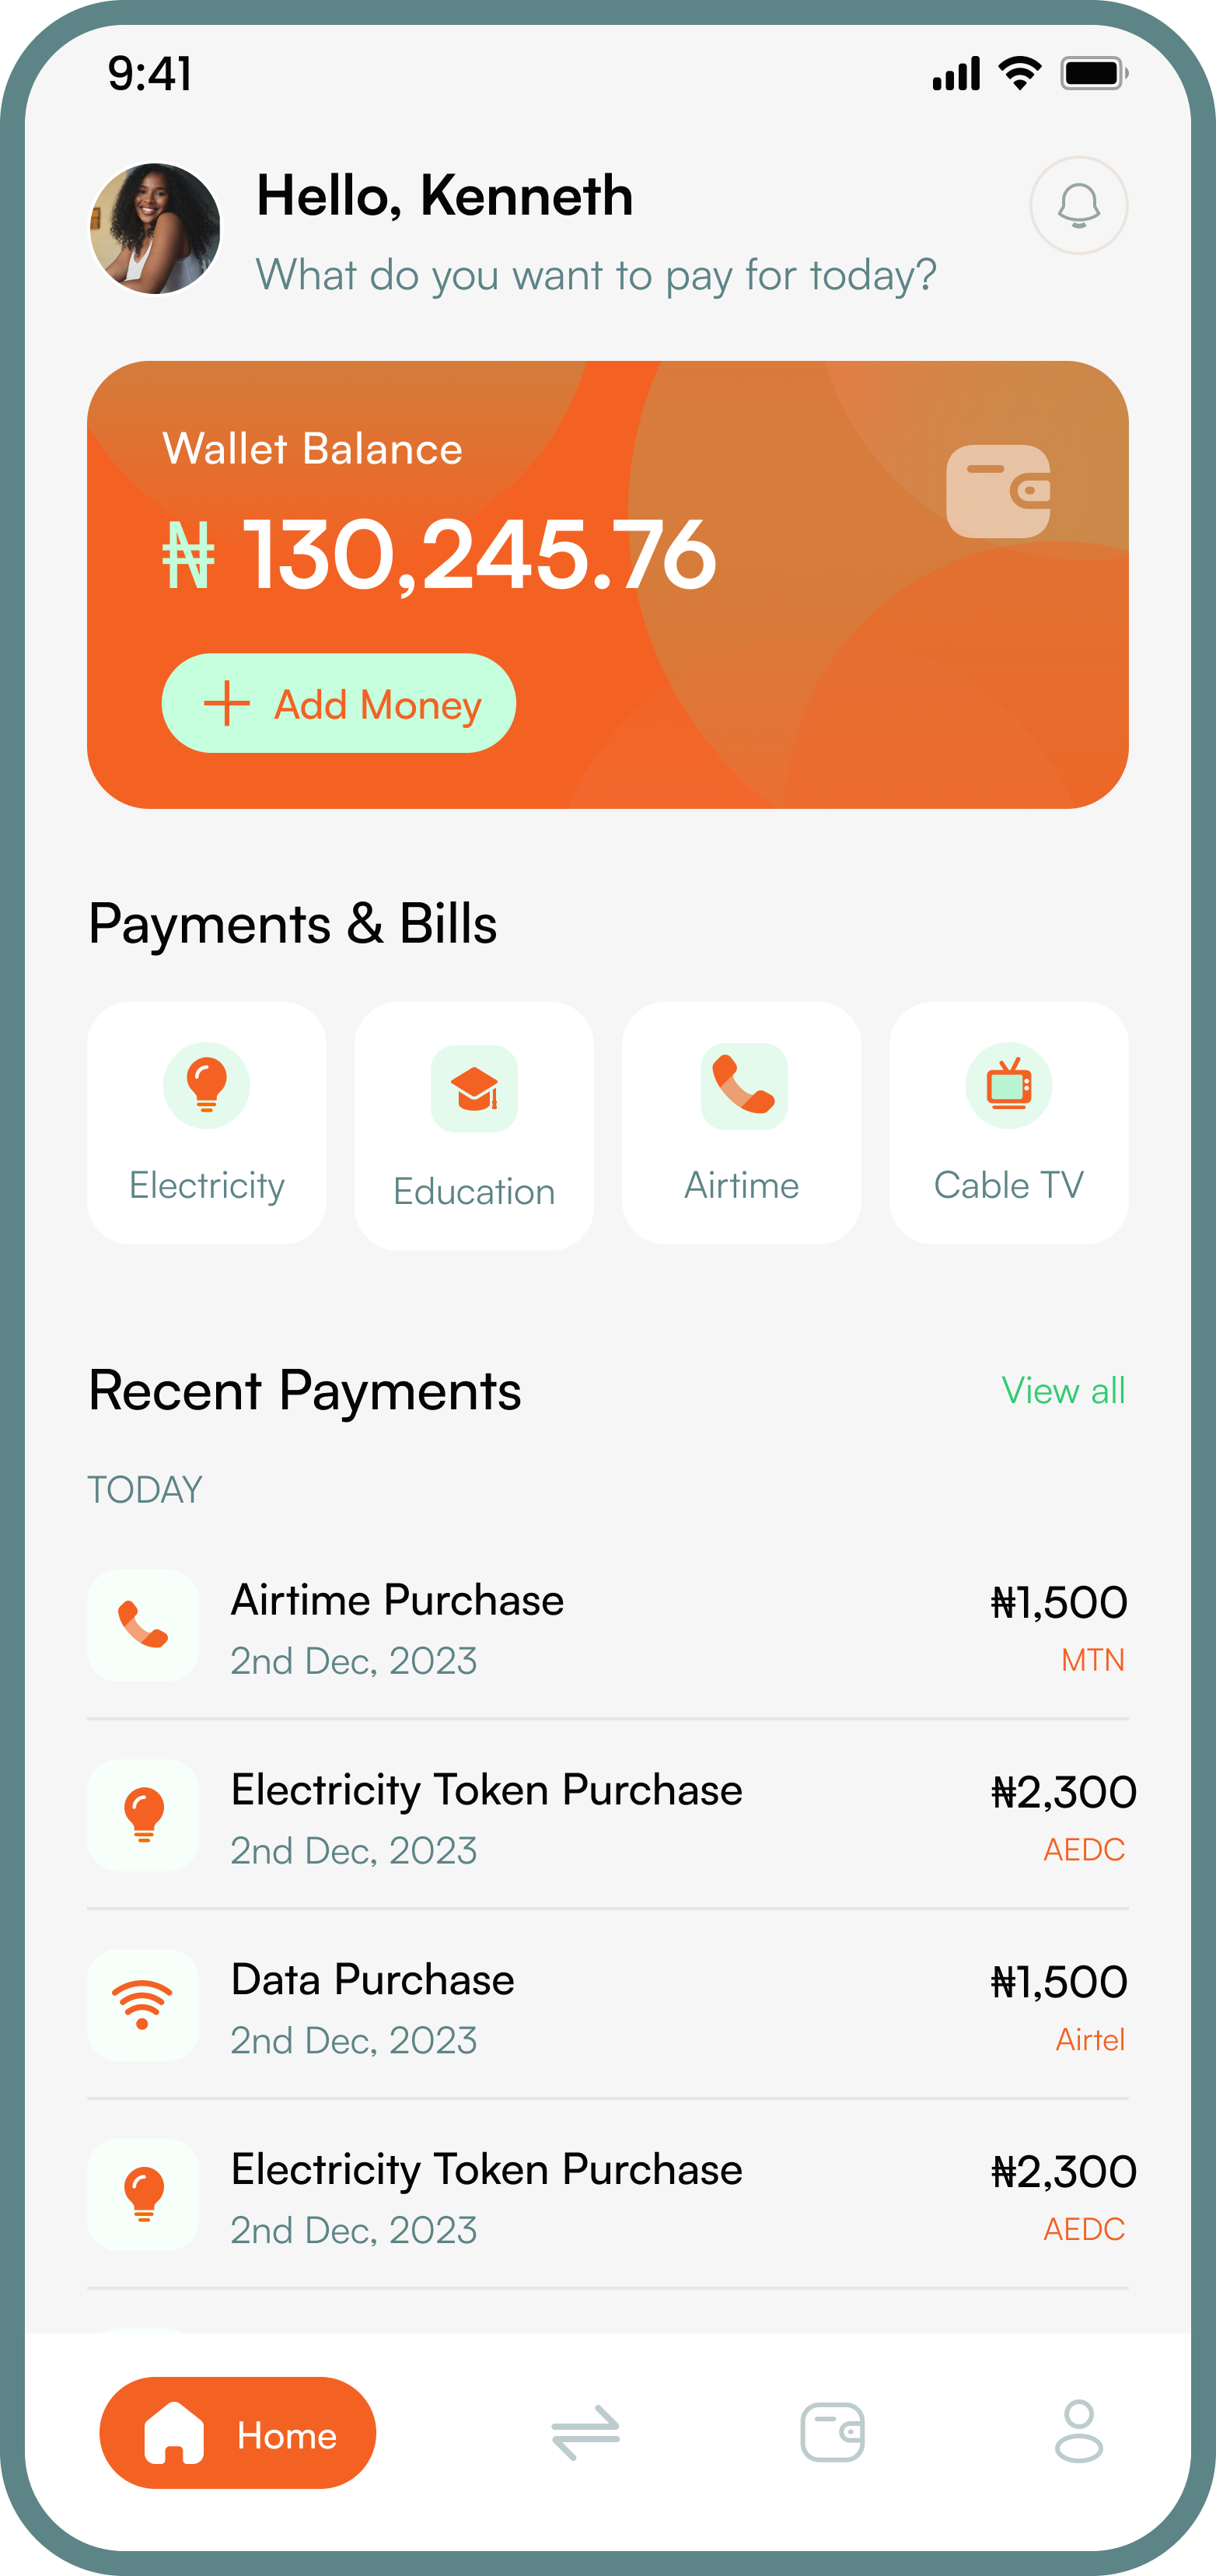 9:41
Hello, Kenneth
What do you want to pay for today?
Wallet Balance
₦ 130,245.76
Add Money
Payments & Bills
Electricity
Education
Airtime
Cable TV
Recent Payments
View all
TODAY
Airtime Purchase
₦1,500
2nd Dec, 2023
MTN
Electricity Token Purchase
₦2,300
2nd Dec, 2023
AEDC
Data Purchase
₦1,500
2nd Dec, 2023
Airtel
Electricity Token Purchase
₦2,300
2nd Dec, 2023
AEDC
Home